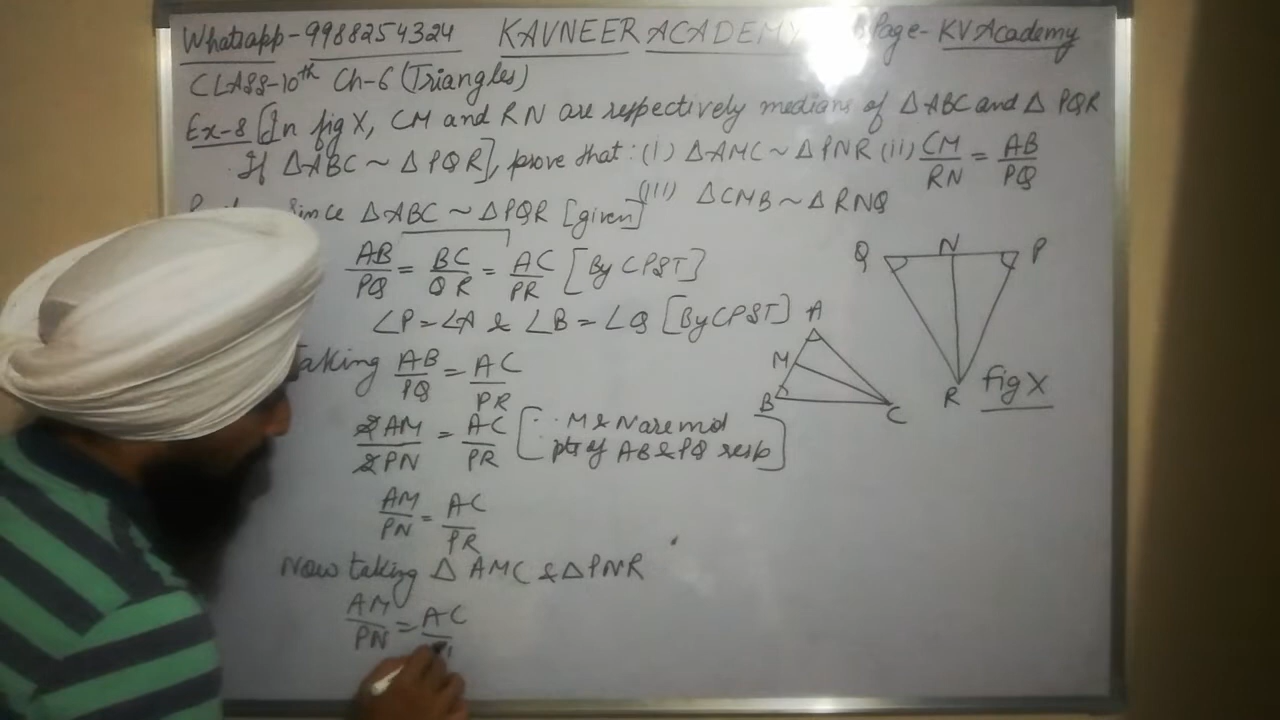 Whatsapp-9988254324 KAVNEER ACADEMY Page- KVAcademy
CLASS-10th Ch-6 (Triangles)
Ex-8 [In fig X, CM and RN are respectively medians of △ABC and △ PQR
If △ABC ~ △PQR], prove that: (i) △AMC ~ △PNR (ii) CM/RN = AB/PQ
(iii) △CMB ~ △RNQ
Since △ABC ~ △PQR [given]
AB/PQ = BC/QR = AC/PR [By CPST]
∠P=∠A & ∠B=∠Q [By CPST]
Taking AB/PQ = AC/PR
2AM/2PN = AC/PR [∵ M & N are mid
pts of AB & PQ resp]
AM/PN = AC/PR
Now taking △ AMC & △PNR
AM/PN = AC
Q N P
A
M
B C
R fig X